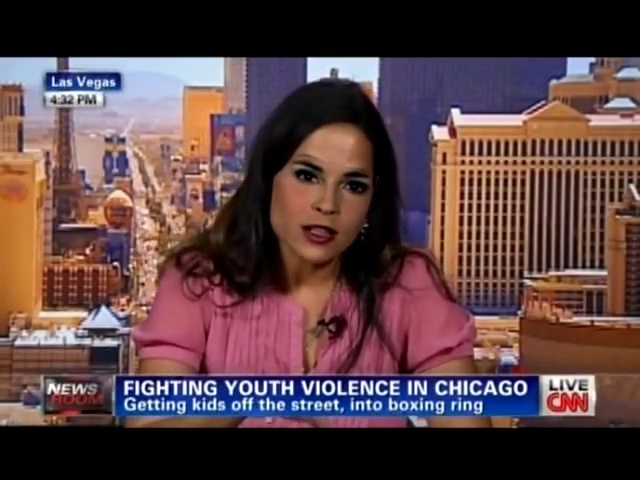 Las Vegas
4:32 PM
NEWS
ROOM
FIGHTING YOUTH VIOLENCE IN CHICAGO
Getting kids off the street, into boxing ring
LIVE
CNN